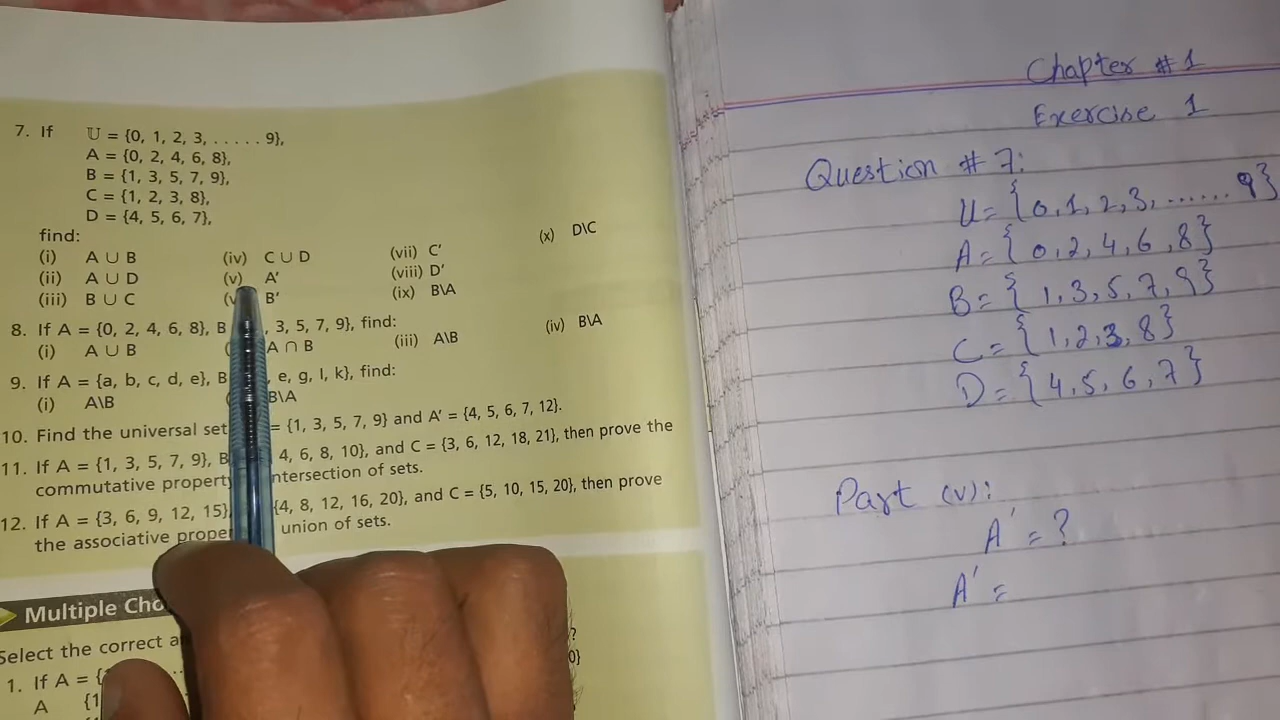 7. If U = {0, 1, 2, 3, . . . . . 9},
A = {0, 2, 4, 6, 8},
B = {1, 3, 5, 7, 9},
C = {1, 2, 3, 8},
D = {4, 5, 6, 7},
find:
(i) A ∪ B (iv) C ∪ D (vii) C′ (x) D\C
(ii) A ∪ D (v) A′ (viii) D′
(iii) B ∪ C (v B′ (ix) B\A
8. If A = {0, 2, 4, 6, 8}, B , 3, 5, 7, 9}, find:
(i) A ∪ B A ∩ B (iii) A\B (iv) B\A
9. If A = {a, b, c, d, e}, B , e, g, l, k}, find:
(i) A\B B\A
10. Find the universal set = {1, 3, 5, 7, 9} and A′ = {4, 5, 6, 7, 12}.
11. If A = {1, 3, 5, 7, 9}, B 4, 6, 8, 10}, and C = {3, 6, 12, 18, 21}, then prove the
commutative property ntersection of sets.
12. If A = {3, 6, 9, 12, 15} {4, 8, 12, 16, 20}, and C = {5, 10, 15, 20}, then prove
the associative proper union of sets.
Multiple Cho
Select the correct a ?
1. If A = { 0}
A {1
Chapter # 1
Exercise 1
Question # 7:
U = {0, 1, 2, 3, ....... 9}
A = {0, 2, 4, 6, 8}
B = {1, 3, 5, 7, 9}
C = {1, 2, 3, 8}
D = {4, 5, 6, 7}
Part (v):
A′ = ?
A′ =